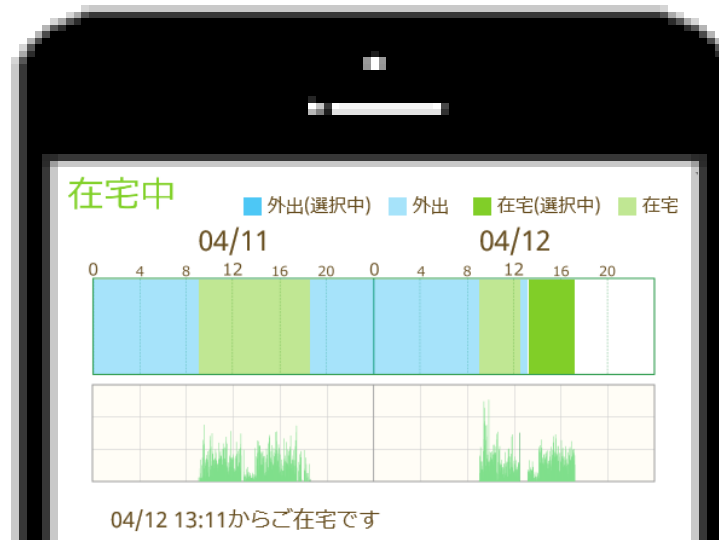 在宅中
外出(選択中) 外出 在宅(選択中) 在宅
04/11 04/12
0 4 8 12 16 20 0 4 8 12 16 20
04/12 13:11からご在宅です